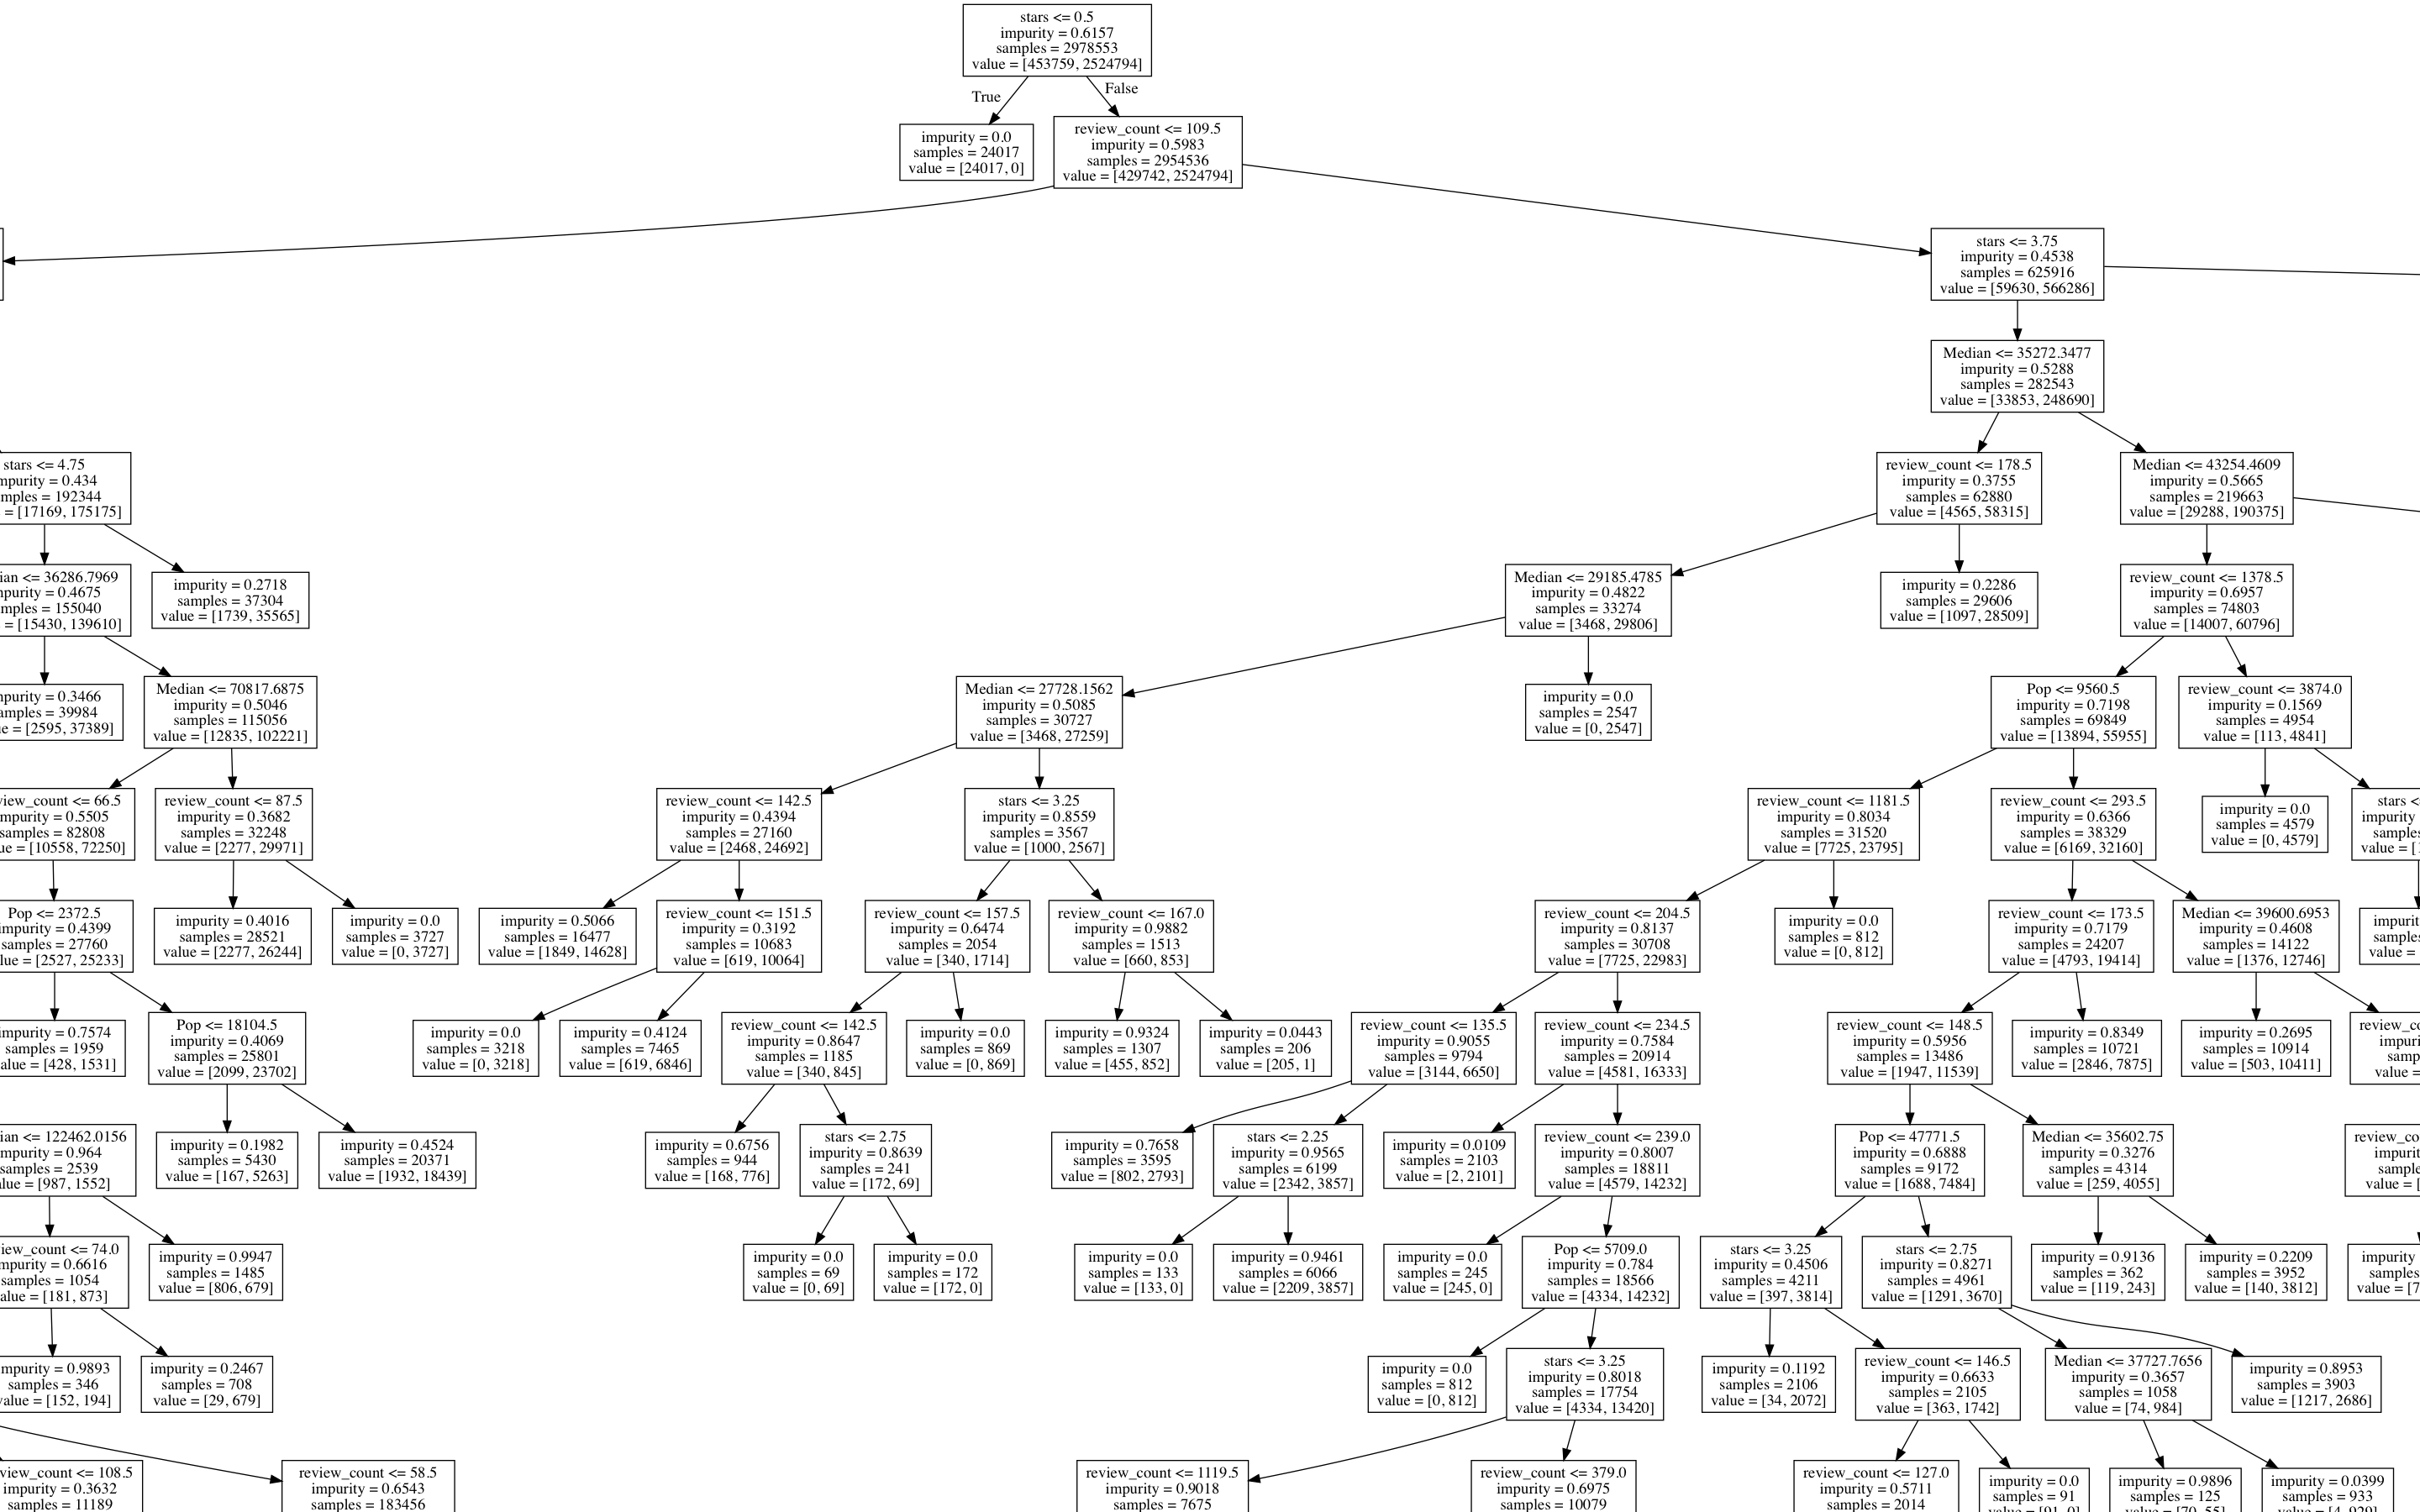 stars <= 0.5
impurity = 0.6157
samples = 2978553
value = [453759, 2524794]
True
False
impurity = 0.0
samples = 24017
value = [24017, 0]
review_count <= 109.5
impurity = 0.5983
samples = 2954536
value = [429742, 2524794]
stars <= 3.75
impurity = 0.4538
samples = 625916
value = [59630, 566286]
Median <= 35272.3477
impurity = 0.5288
samples = 282543
value = [33853, 248690]
stars <= 4.75
mpurity = 0.434
mples = 192344
= [17169, 175175]
review_count <= 178.5
impurity = 0.3755
samples = 62880
value = [4565, 58315]
Median <= 43254.4609
impurity = 0.5665
samples = 219663
value = [29288, 190375]
ian <= 36286.7969
npurity = 0.4675
mples = 155040
= [15430, 139610]
impurity = 0.2718
samples = 37304
value = [1739, 35565]
Median <= 29185.4785
impurity = 0.4822
samples = 33274
value = [3468, 29806]
impurity = 0.2286
samples = 29606
value = [1097, 28509]
review_count <= 1378.5
impurity = 0.6957
samples = 74803
value = [14007, 60796]
npurity = 0.3466
amples = 39984
e = [2595, 37389]
Median <= 70817.6875
impurity = 0.5046
samples = 115056
value = [12835, 102221]
Median <= 27728.1562
impurity = 0.5085
samples = 30727
value = [3468, 27259]
impurity = 0.0
samples = 2547
value = [0, 2547]
Pop <= 9560.5
impurity = 0.7198
samples = 69849
value = [13894, 55955]
review_count <= 3874.0
impurity = 0.1569
samples = 4954
value = [113, 4841]
view_count <= 66.5
impurity = 0.5505
samples = 82808
ue = [10558, 72250]
review_count <= 87.5
impurity = 0.3682
samples = 32248
value = [2277, 29971]
review_count <= 142.5
impurity = 0.4394
samples = 27160
value = [2468, 24692]
stars <= 3.25
impurity = 0.8559
samples = 3567
value = [1000, 2567]
review_count <= 1181.5
impurity = 0.8034
samples = 31520
value = [7725, 23795]
review_count <= 293.5
impurity = 0.6366
samples = 38329
value = [6169, 32160]
impurity = 0.0
samples = 4579
value = [0, 4579]
stars <
impurity
samples
value = [
Pop <= 2372.5
impurity = 0.4399
samples = 27760
lue = [2527, 25233]
impurity = 0.4016
samples = 28521
value = [2277, 26244]
impurity = 0.0
samples = 3727
value = [0, 3727]
impurity = 0.5066
samples = 16477
value = [1849, 14628]
review_count <= 151.5
impurity = 0.3192
samples = 10683
value = [619, 10064]
review_count <= 157.5
impurity = 0.6474
samples = 2054
value = [340, 1714]
review_count <= 167.0
impurity = 0.9882
samples = 1513
value = [660, 853]
review_count <= 204.5
impurity = 0.8137
samples = 30708
value = [7725, 22983]
impurity = 0.0
samples = 812
value = [0, 812]
review_count <= 173.5
impurity = 0.7179
samples = 24207
value = [4793, 19414]
Median <= 39600.6953
impurity = 0.4608
samples = 14122
value = [1376, 12746]
impurit
samples
value =
impurity = 0.7574
samples = 1959
alue = [428, 1531]
Pop <= 18104.5
impurity = 0.4069
samples = 25801
value = [2099, 23702]
impurity = 0.0
samples = 3218
value = [0, 3218]
impurity = 0.4124
samples = 7465
value = [619, 6846]
review_count <= 142.5
impurity = 0.8647
samples = 1185
value = [340, 845]
impurity = 0.0
samples = 869
value = [0, 869]
impurity = 0.9324
samples = 1307
value = [455, 852]
impurity = 0.0443
samples = 206
value = [205, 1]
review_count <= 135.5
impurity = 0.9055
samples = 9794
value = [3144, 6650]
review_count <= 234.5
impurity = 0.7584
samples = 20914
value = [4581, 16333]
review_count <= 148.5
impurity = 0.5956
samples = 13486
value = [1947, 11539]
impurity = 0.8349
samples = 10721
value = [2846, 7875]
impurity = 0.2695
samples = 10914
value = [503, 10411]
review_co
impuri
samp
value =
ian <= 122462.0156
mpurity = 0.964
samples = 2539
alue = [987, 1552]
impurity = 0.1982
samples = 5430
value = [167, 5263]
impurity = 0.4524
samples = 20371
value = [1932, 18439]
impurity = 0.6756
samples = 944
value = [168, 776]
stars <= 2.75
impurity = 0.8639
samples = 241
value = [172, 69]
impurity = 0.7658
samples = 3595
value = [802, 2793]
stars <= 2.25
impurity = 0.9565
samples = 6199
value = [2342, 3857]
impurity = 0.0109
samples = 2103
value = [2, 2101]
review_count <= 239.0
impurity = 0.8007
samples = 18811
value = [4579, 14232]
Pop <= 47771.5
impurity = 0.6888
samples = 9172
value = [1688, 7484]
Median <= 35602.75
impurity = 0.3276
samples = 4314
value = [259, 4055]
review_co
impurit
sample
value = [
iew_count <= 74.0
mpurity = 0.6616
samples = 1054
value = [181, 873]
impurity = 0.9947
samples = 1485
value = [806, 679]
impurity = 0.0
samples = 69
value = [0, 69]
impurity = 0.0
samples = 172
value = [172, 0]
impurity = 0.0
samples = 133
value = [133, 0]
impurity = 0.9461
samples = 6066
value = [2209, 3857]
impurity = 0.0
samples = 245
value = [245, 0]
Pop <= 5709.0
impurity = 0.784
samples = 18566
value = [4334, 14232]
stars <= 3.25
impurity = 0.4506
samples = 4211
value = [397, 3814]
stars <= 2.75
impurity = 0.8271
samples = 4961
value = [1291, 3670]
impurity = 0.9136
samples = 362
value = [119, 243]
impurity = 0.2209
samples = 3952
value = [140, 3812]
impurity
samples
value = [7
mpurity = 0.9893
samples = 346
value = [152, 194]
impurity = 0.2467
samples = 708
value = [29, 679]
impurity = 0.0
samples = 812
value = [0, 812]
stars <= 3.25
impurity = 0.8018
samples = 17754
value = [4334, 13420]
impurity = 0.1192
samples = 2106
value = [34, 2072]
review_count <= 146.5
impurity = 0.6633
samples = 2105
value = [363, 1742]
Median <= 37727.7656
impurity = 0.3657
samples = 1058
value = [74, 984]
impurity = 0.8953
samples = 3903
value = [1217, 2686]
view_count <= 108.5
impurity = 0.3632
samples = 11189
review_count <= 58.5
impurity = 0.6543
samples = 183456
review_count <= 1119.5
impurity = 0.9018
samples = 7675
review_count <= 379.0
impurity = 0.6975
samples = 10079
review_count <= 127.0
impurity = 0.5711
samples = 2014
impurity = 0.0
samples = 91
value = [91, 0]
impurity = 0.9896
samples = 125
value = [70, 55]
impurity = 0.0399
samples = 933
value = [4, 929]